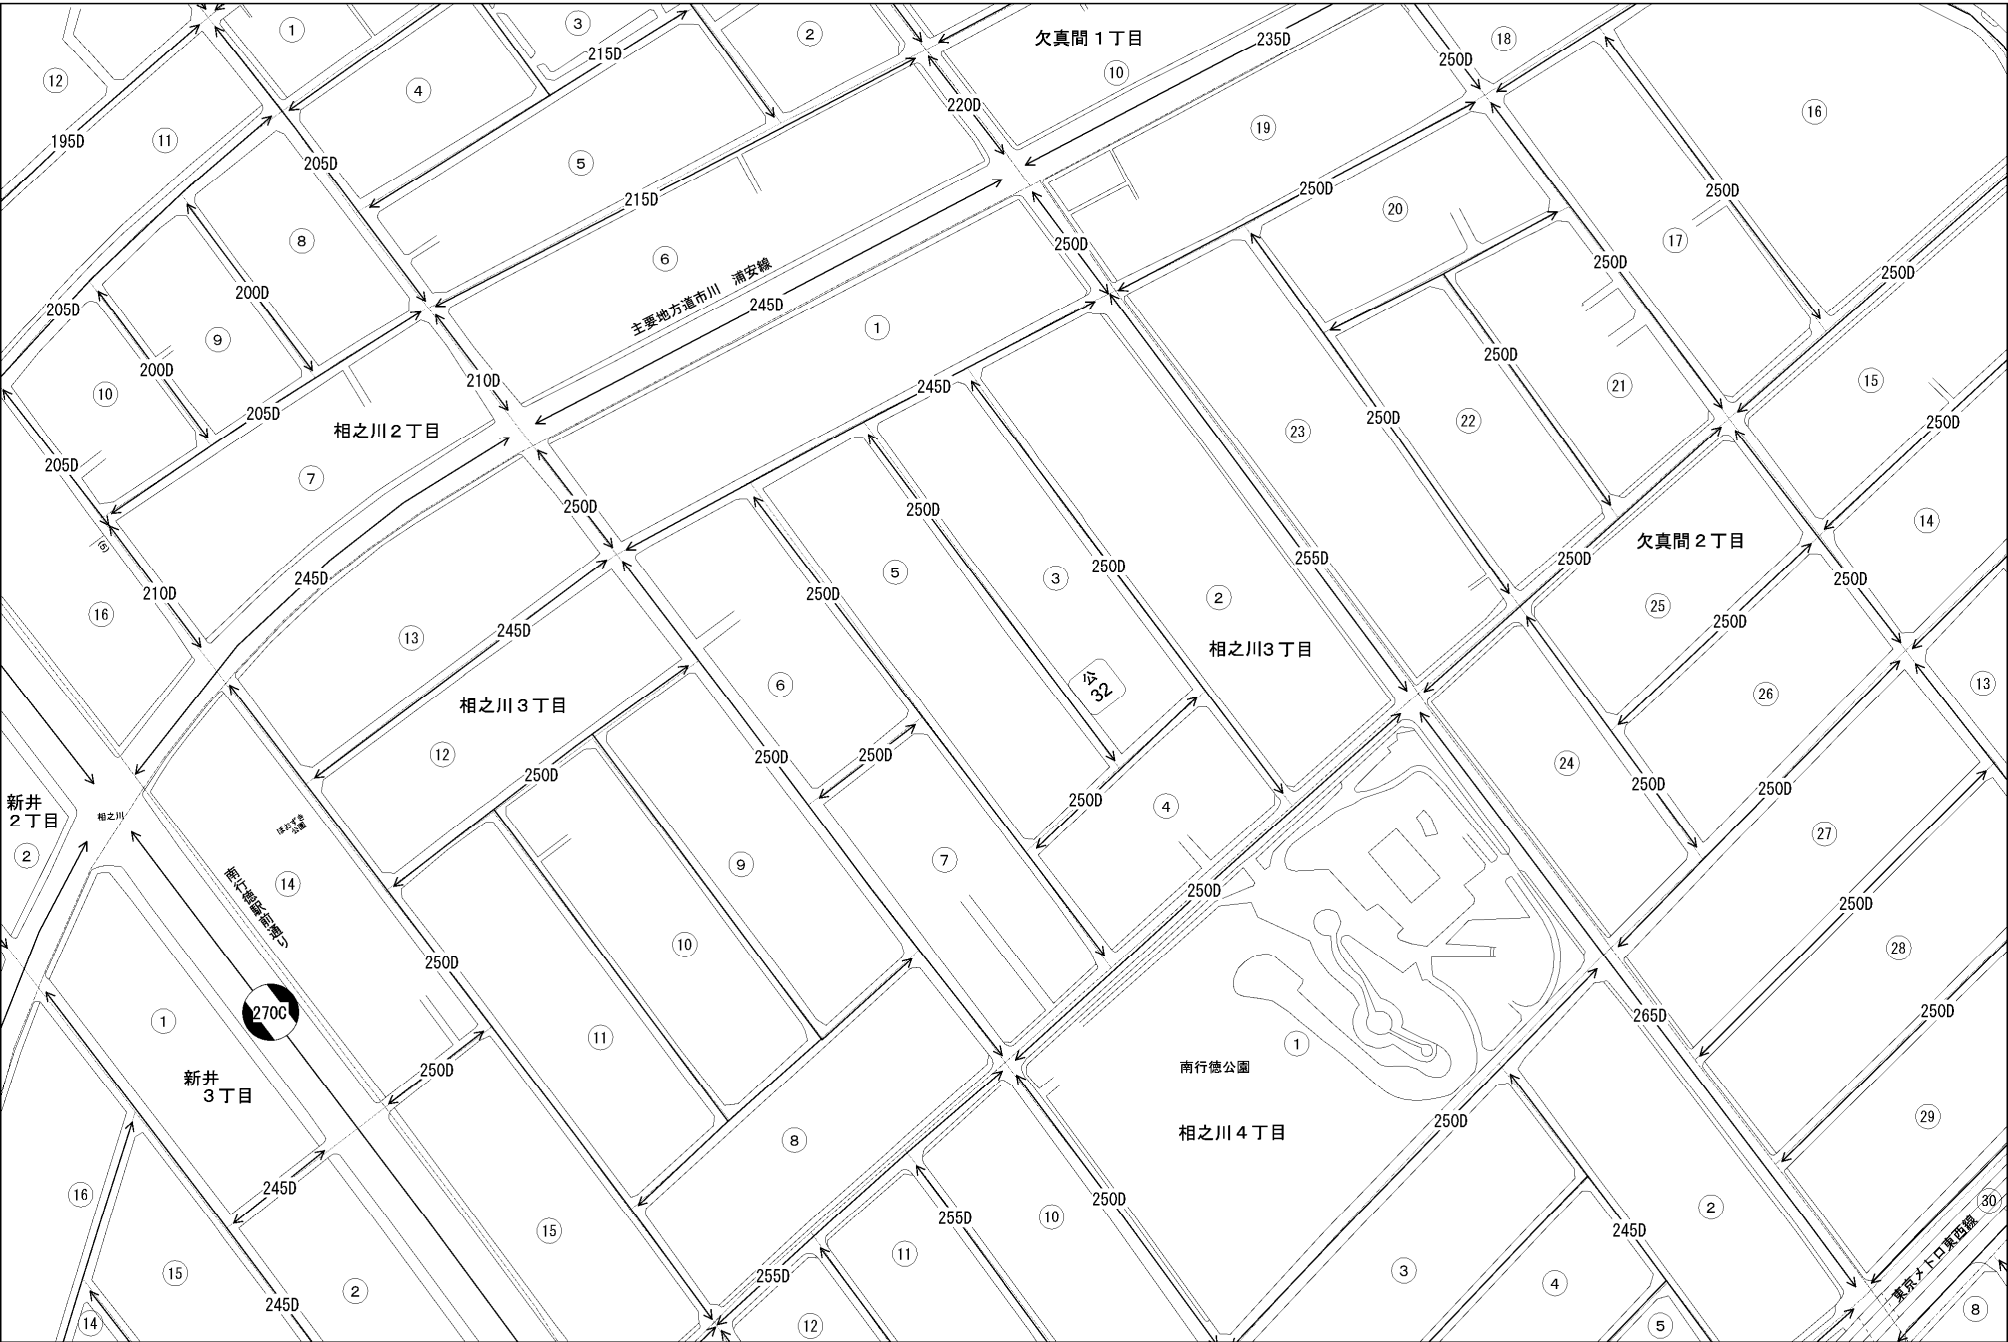 ①
③
②
欠真間１丁目
235D
⑱
⑫
215D
250D
④
⑩
⑯
220D
195D
⑪
⑲
205D
⑤
250D
250D
215D
⑳
⑧
250D
⑰
⑥
主要地方道市川　浦安線
250D
250D
200D
245D
205D
①
⑨
200D
250D
⑮
210D
245D
㉑
⑩
205D
250D
㉒
250D
相之川２丁目
㉓
205D
⑦
250D
250D
⑭
欠真間２丁目
(5)
255D
250D
245D
⑤
③
250D
250D
210D
250D
②
㉕
⑯
⑬
245D
250D
相之川３丁目
公
32
⑥
㉖
⑬
相之川３丁目
⑫
250D
250D
㉔
250D
250D
250D
250D
④
新井
２丁目
相之川
ほおずき
公園
㉗
②
⑨
⑦
南行徳駅前通り
⑭
250D
250D
⑩
㉘
250D
270C
①
265D
250D
⑪
①
南行徳公園
250D
新井
３丁目
250D
㉙
⑧
相之川４丁目
245D
⑯
250D
㉚
⑮
255D
⑩
②
245D
⑪
東京メトロ東西線
⑮
255D
③
④
②
245D
⑭
⑫
⑤
⑧